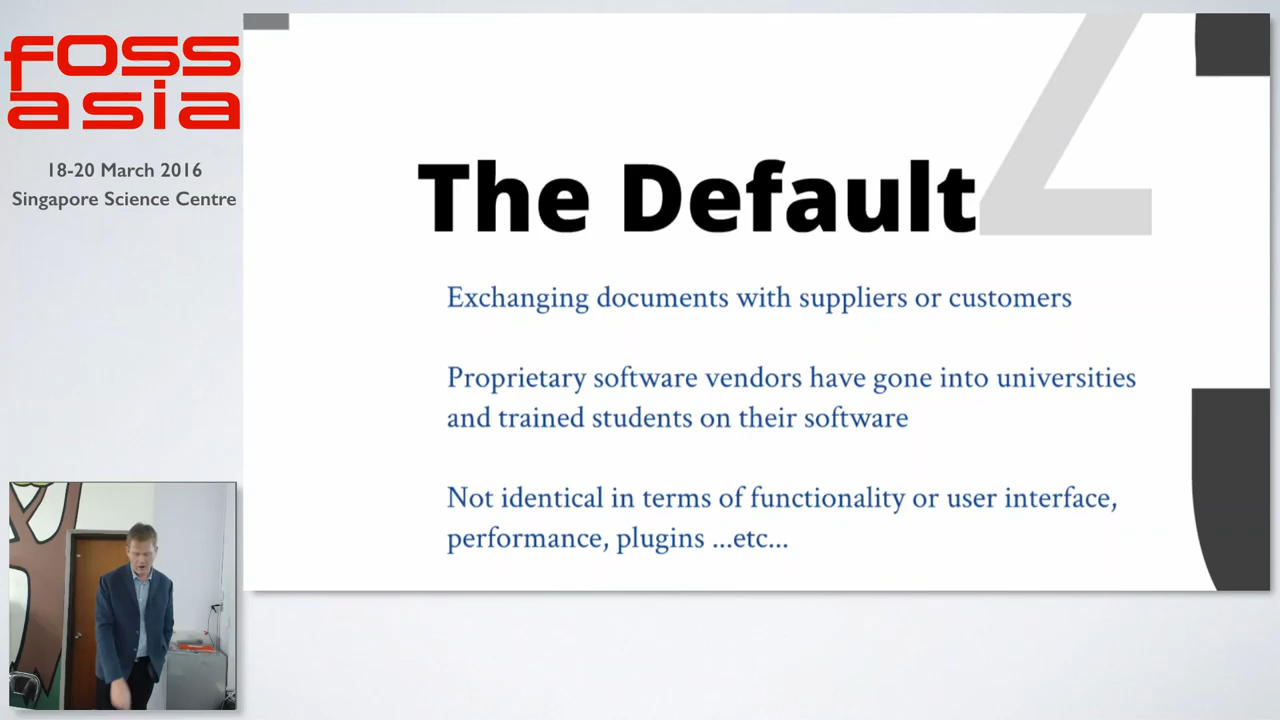 foss
asia
18-20 March 2016
Singapore Science Centre
The Default
Exchanging documents with suppliers or customers
Proprietary software vendors have gone into universities
and trained students on their software
Not identical in terms of functionality or user interface,
performance, plugins ...etc...